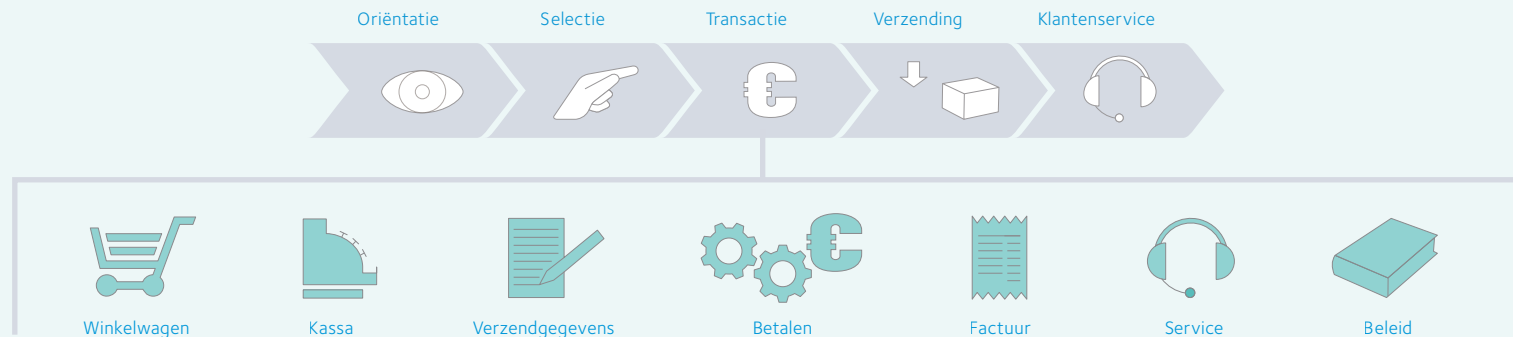 Oriëntatie Selectie Transactie Verzending Klantenservice
Winkelwagen Kassa Verzendgegevens Betalen Factuur Service Beleid